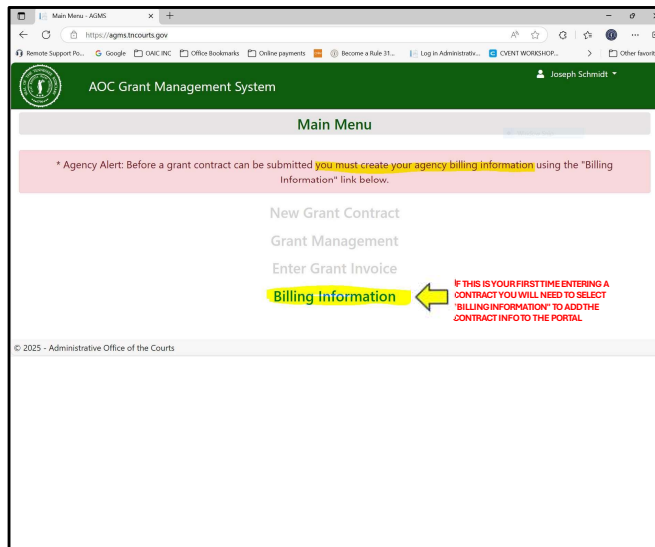 Main Menu - AGMS
https://agms.tncourts.gov
Remote Support Po... Google OAIC INC Office Bookmarks Online payments Become a Rule 31... Log in Administrativ... CVENT WORKSHOP... Other favorit
AOC Grant Management System
Joseph Schmidt
Main Menu
* Agency Alert: Before a grant contract can be submitted you must create your agency billing information using the "Billing
Information" link below.
New Grant Contract
Grant Management
Enter Grant Invoice
Billing Information
IF THIS IS YOUR FIRST TIME ENTERING A
CONTRACT YOU WILL NEED TO SELECT
"BILLING INFORMATION" TO ADD THE
CONTRACT INFO TO THE PORTAL
© 2025 - Administrative Office of the Courts